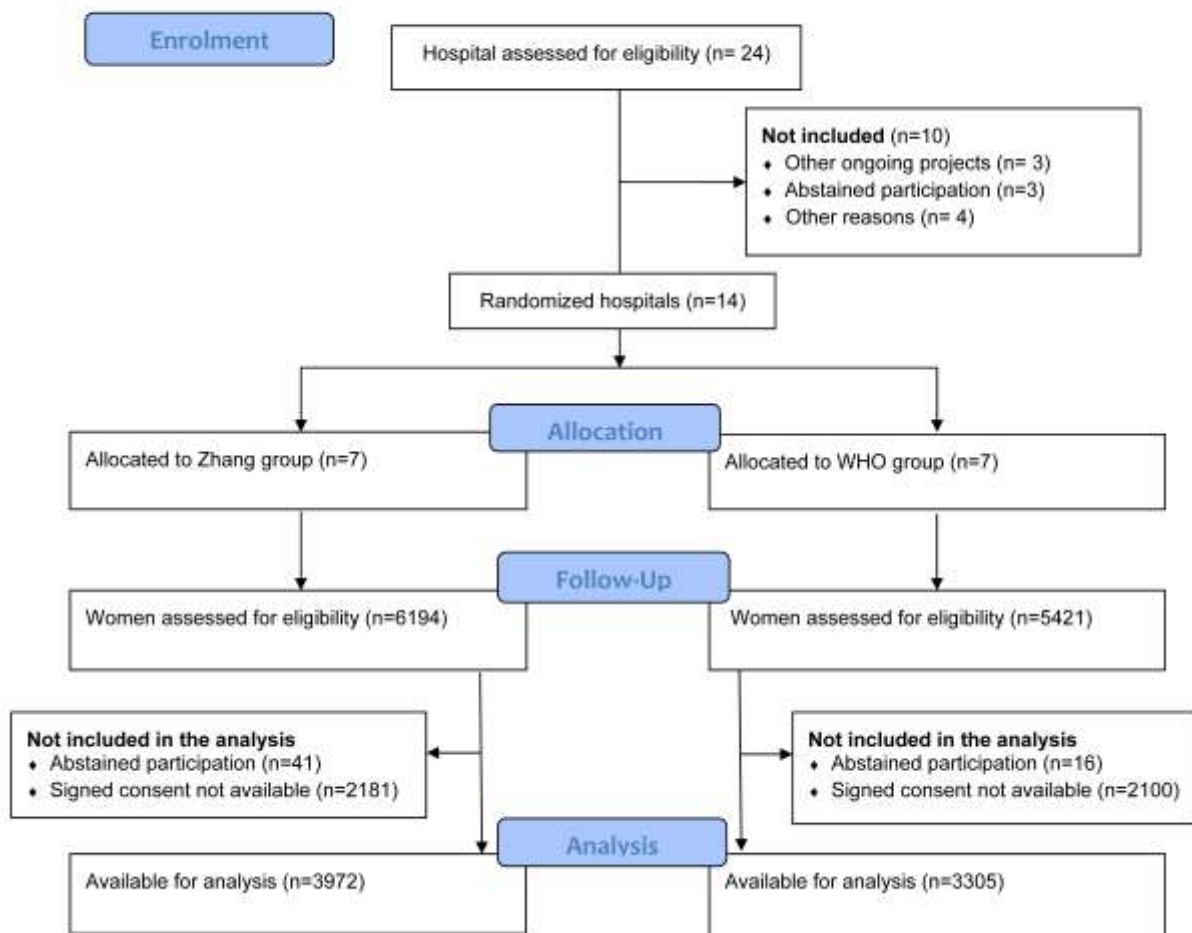 Enrolment
Hospital assessed for eligibility (n= 24)
Not included (n=10)
♦ Other ongoing projects (n= 3)
♦ Abstained participation (n=3)
♦ Other reasons (n= 4)
Randomized hospitals (n=14)
Allocation
Allocated to Zhang group (n=7)
Allocated to WHO group (n=7)
Follow-Up
Women assessed for eligibility (n=6194)
Women assessed for eligibility (n=5421)
Not included in the analysis
♦ Abstained participation (n=41)
♦ Signed consent not available (n=2181)
Not included in the analysis
♦ Abstained participation (n=16)
♦ Signed consent not available (n=2100)
Analysis
Available for analysis (n=3972)
Available for analysis (n=3305)